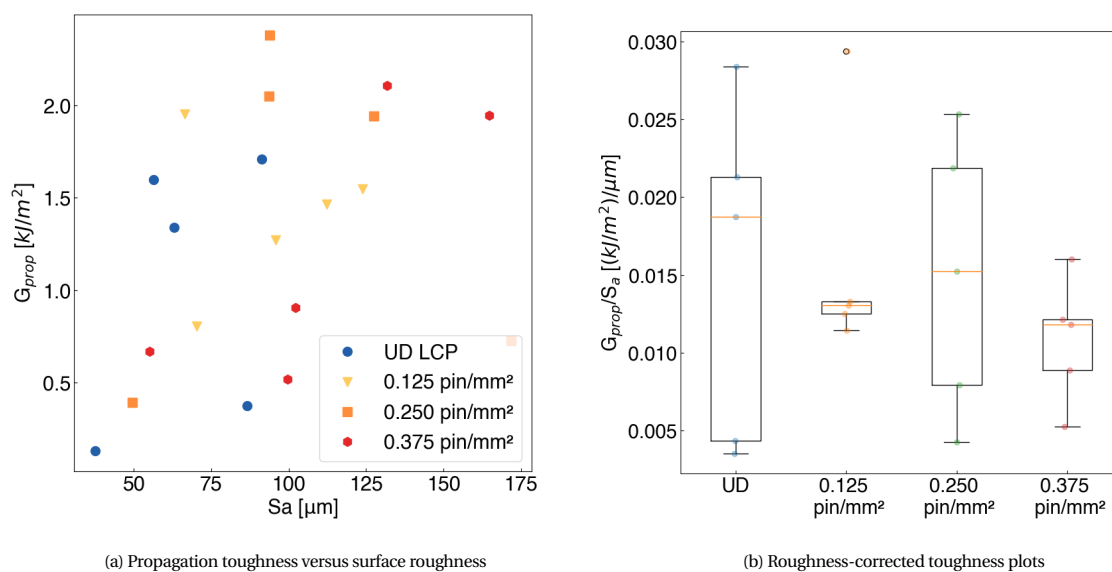 2.0
1.5
1.0
0.5
G_prop [kJ/m²]
50
75
100
125
150
175
Sa [µm]
UD LCP
0.125 pin/mm²
0.250 pin/mm²
0.375 pin/mm²
(a) Propagation toughness versus surface roughness
0.030
0.025
0.020
0.015
0.010
0.005
G_prop/S_a [(kJ/m²)/µm]
UD
0.125
pin/mm²
0.250
pin/mm²
0.375
pin/mm²
(b) Roughness-corrected toughness plots